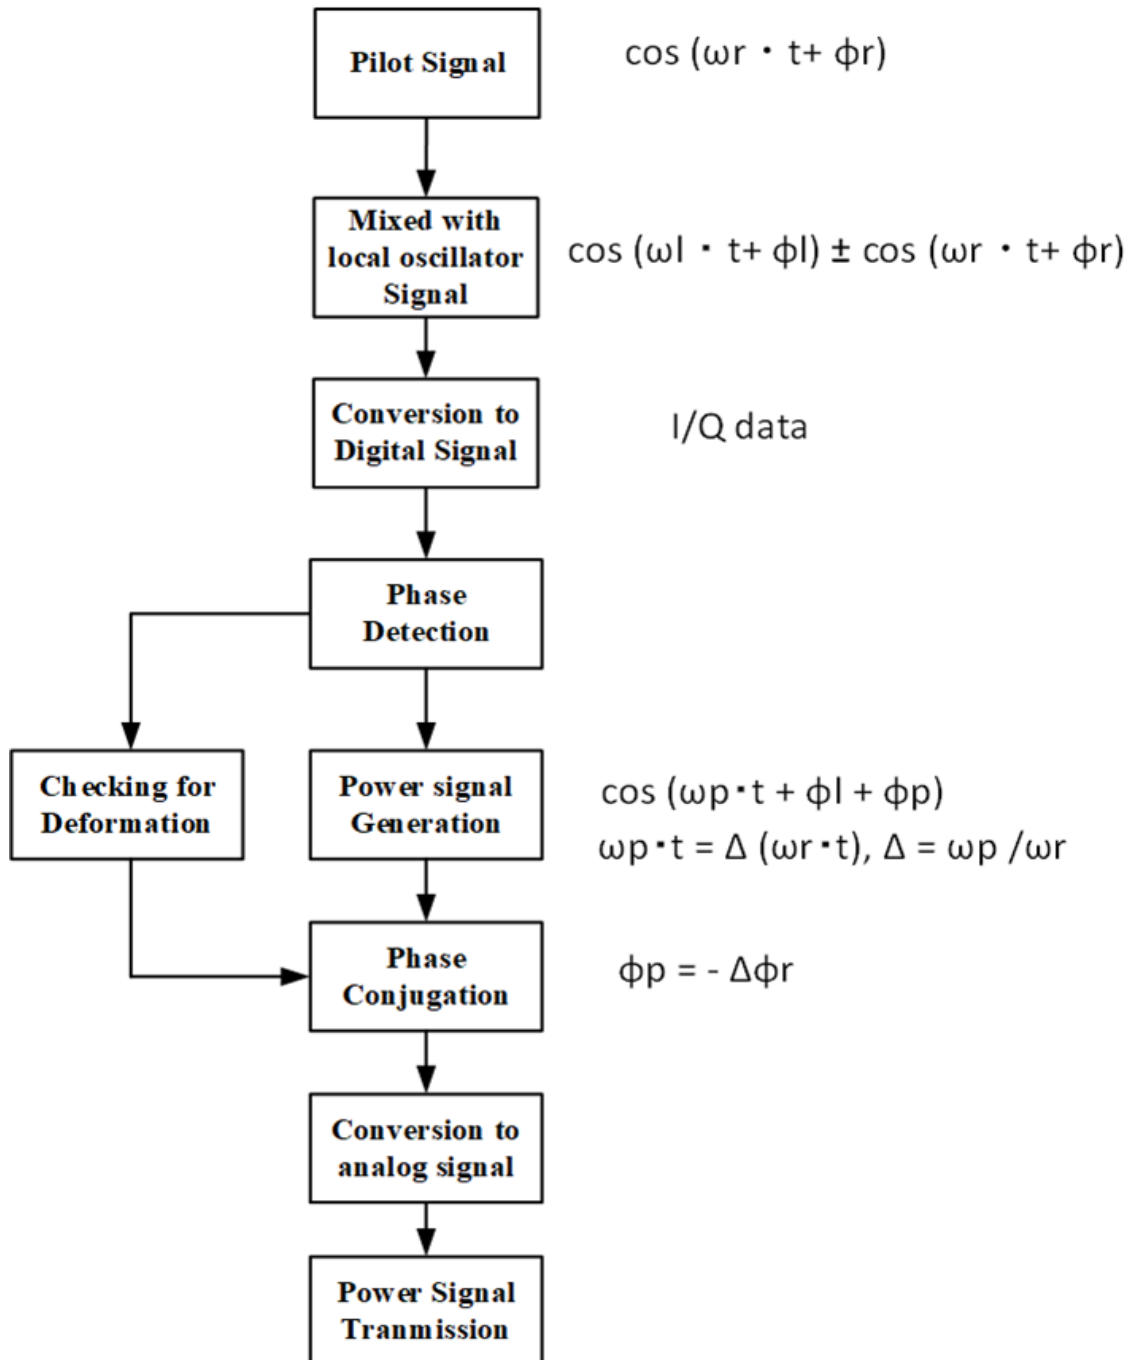 Pilot Signal
cos (ωr · t+ ϕr)
Mixed with
local oscillator
Signal
cos (ωl · t+ ϕl) ± cos (ωr · t+ ϕr)
Conversion to
Digital Signal
I/Q data
Phase
Detection
Checking for
Deformation
Power signal
Generation
cos (ωp·t + ϕl + ϕp)
ωp·t = Δ (ωr·t), Δ = ωp /ωr
Phase
Conjugation
ϕp = - Δϕr
Conversion to
analog signal
Power Signal
Tranmission